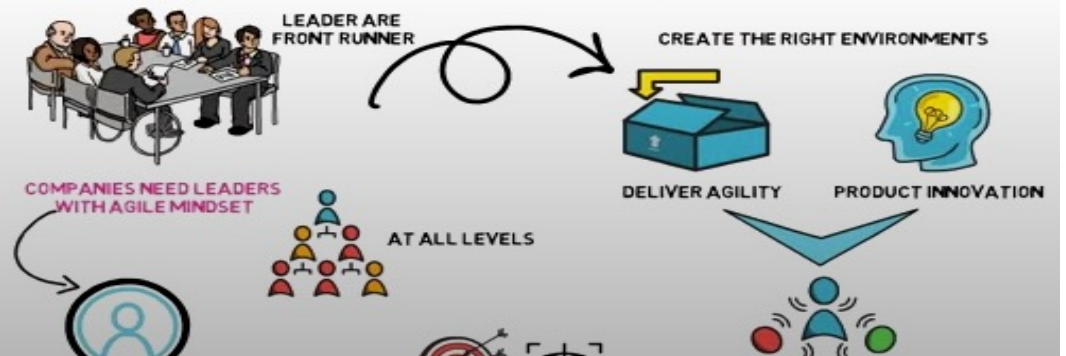 LEADER ARE
FRONT RUNNER
CREATE THE RIGHT ENVIRONMENTS
DELIVER AGILITY
PRODUCT INNOVATION
COMPANIES NEED LEADERS
WITH AGILE MINDSET
AT ALL LEVELS